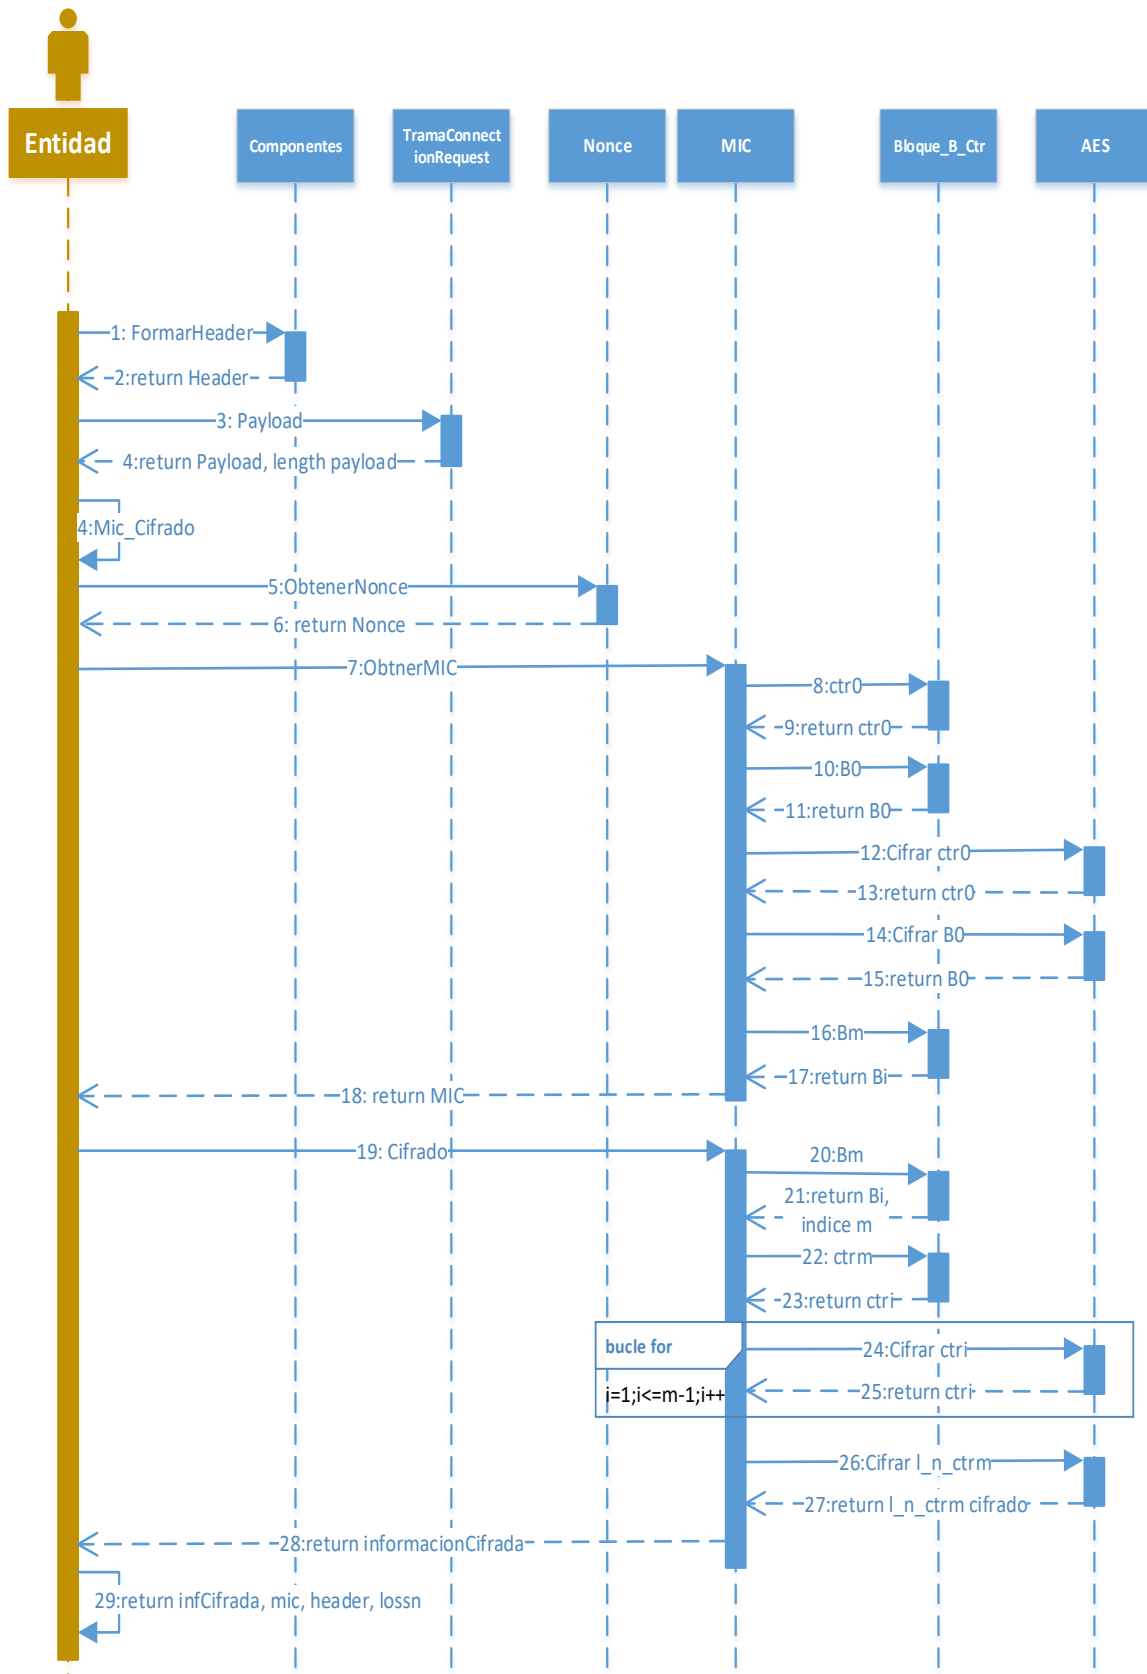 Entidad
Componentes
TramaConnect
ionRequest
Nonce
MIC
Bloque_B_Ctr
AES
1: FormarHeader
2:return Header
3: Payload
4:return Payload, length payload
4:Mic_Cifrado
5:ObtenerNonce
6: return Nonce
7:ObtnerMIC
8:ctr0
9:return ctr0
10:B0
11:return B0
12:Cifrar ctr0
13:return ctr0
14:Cifrar B0
15:return B0
16:Bm
17:return Bi
18: return MIC
19: Cifrado
20:Bm
21:return Bi,
indice m
22: ctrm
23:return ctri
bucle for
i=1;i<=m-1;i++
24:Cifrar ctri
25:return ctri
26:Cifrar l_n_ctrm
27:return l_n_ctrm cifrado
28:return informacionCifrada
29:return infCifrada, mic, header, lossn